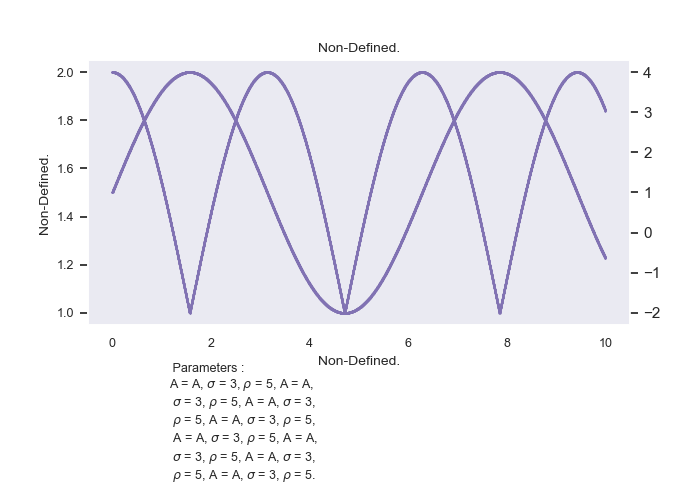 Non-Defined.
2.0
1.8
1.6
1.4
1.2
1.0
Non-Defined.
4
3
2
1
0
−1
−2
0 2 4 6 8 10
Non-Defined.
Parameters :
A = A, σ = 3, ρ = 5, A = A,
σ = 3, ρ = 5, A = A, σ = 3,
ρ = 5, A = A, σ = 3, ρ = 5,
A = A, σ = 3, ρ = 5, A = A,
σ = 3, ρ = 5, A = A, σ = 3,
ρ = 5, A = A, σ = 3, ρ = 5.